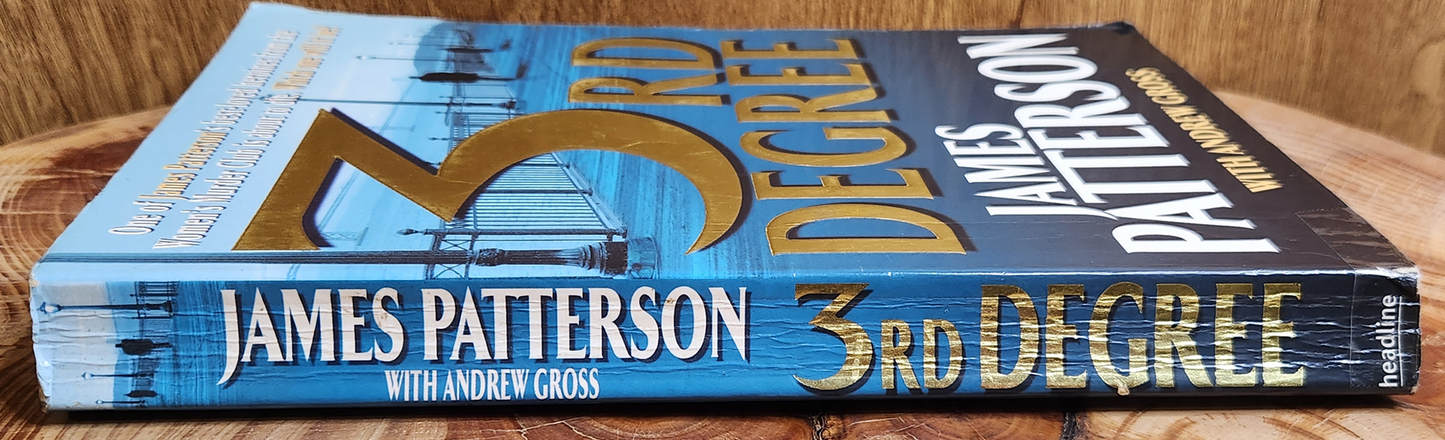 One of James Patterson's bestselling
Women's Murder Club
3RD
DEGREE
JAMES
PATTERSON
WITH ANDREW GROSS
JAMES PATTERSON
WITH ANDREW GROSS
3RD DEGREE
headline